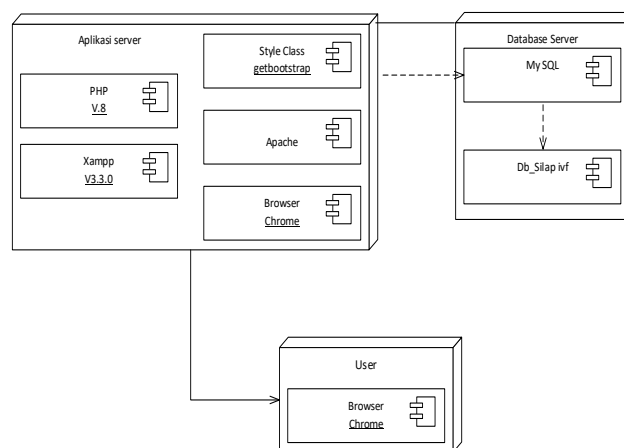 Aplikasi server
PHP
V.8
Xampp
V3.3.0
Style Class
getbootstrap
Apache
Browser
Chrome
Database Server
My SQL
Db_Silap ivf
User
Browser
Chrome